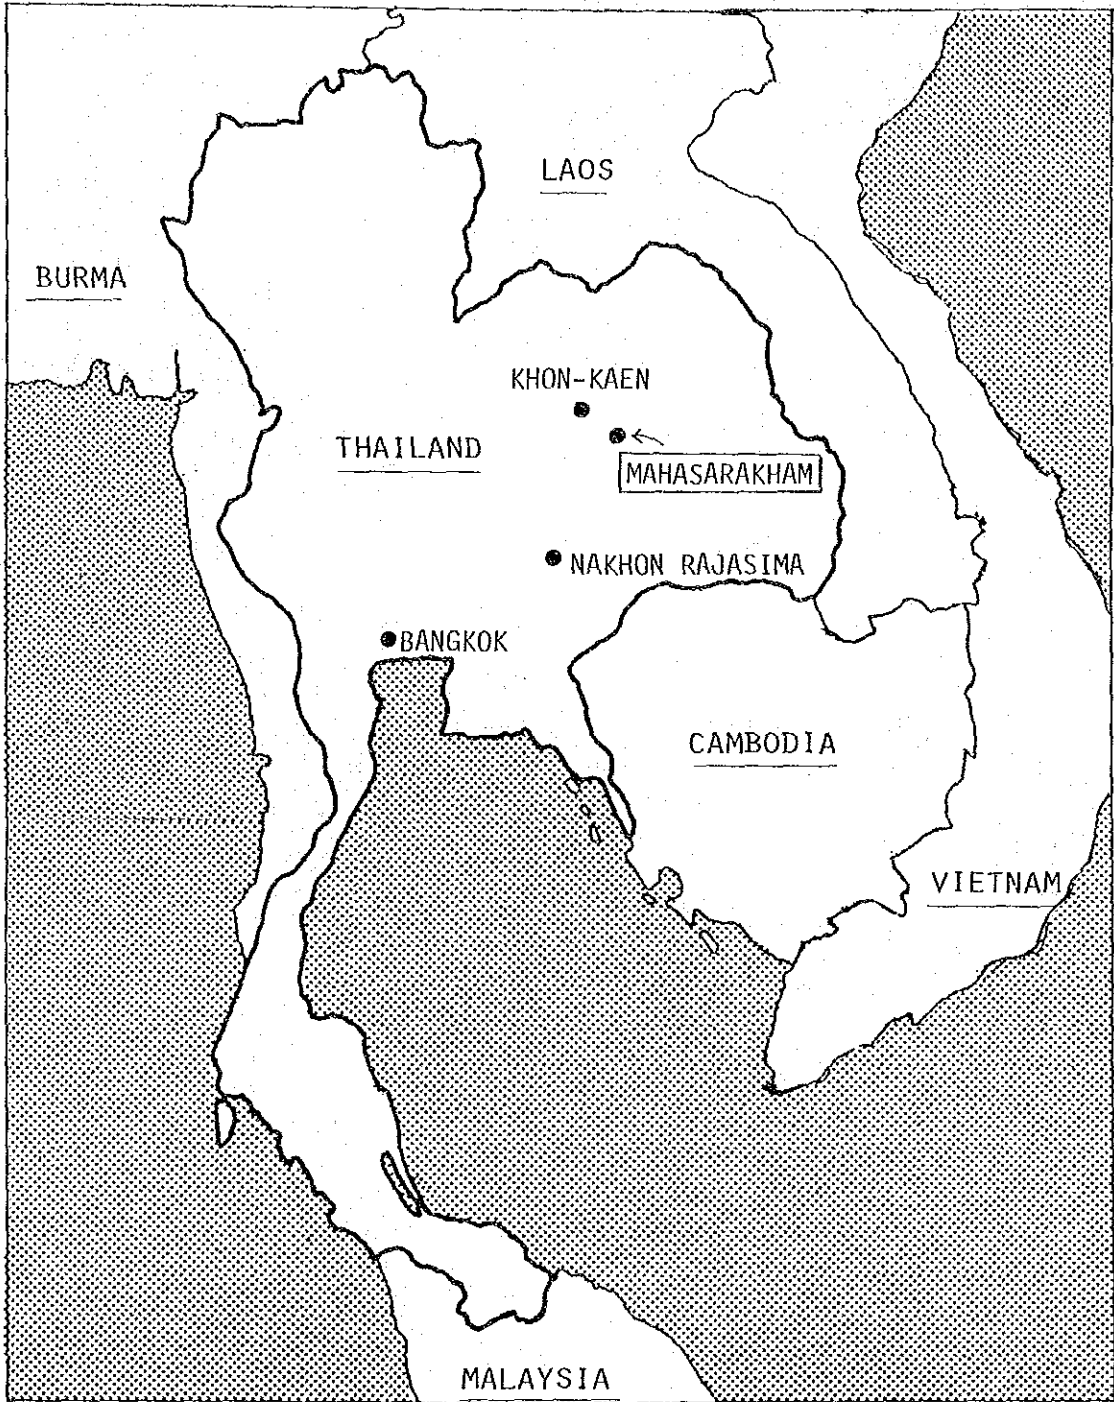 LAOS
BURMA
KHON-KAEN
THAILAND
MAHASARAKHAM
NAKHON RAJASIMA
BANGKOK
CAMBODIA
VIETNAM
MALAYSIA